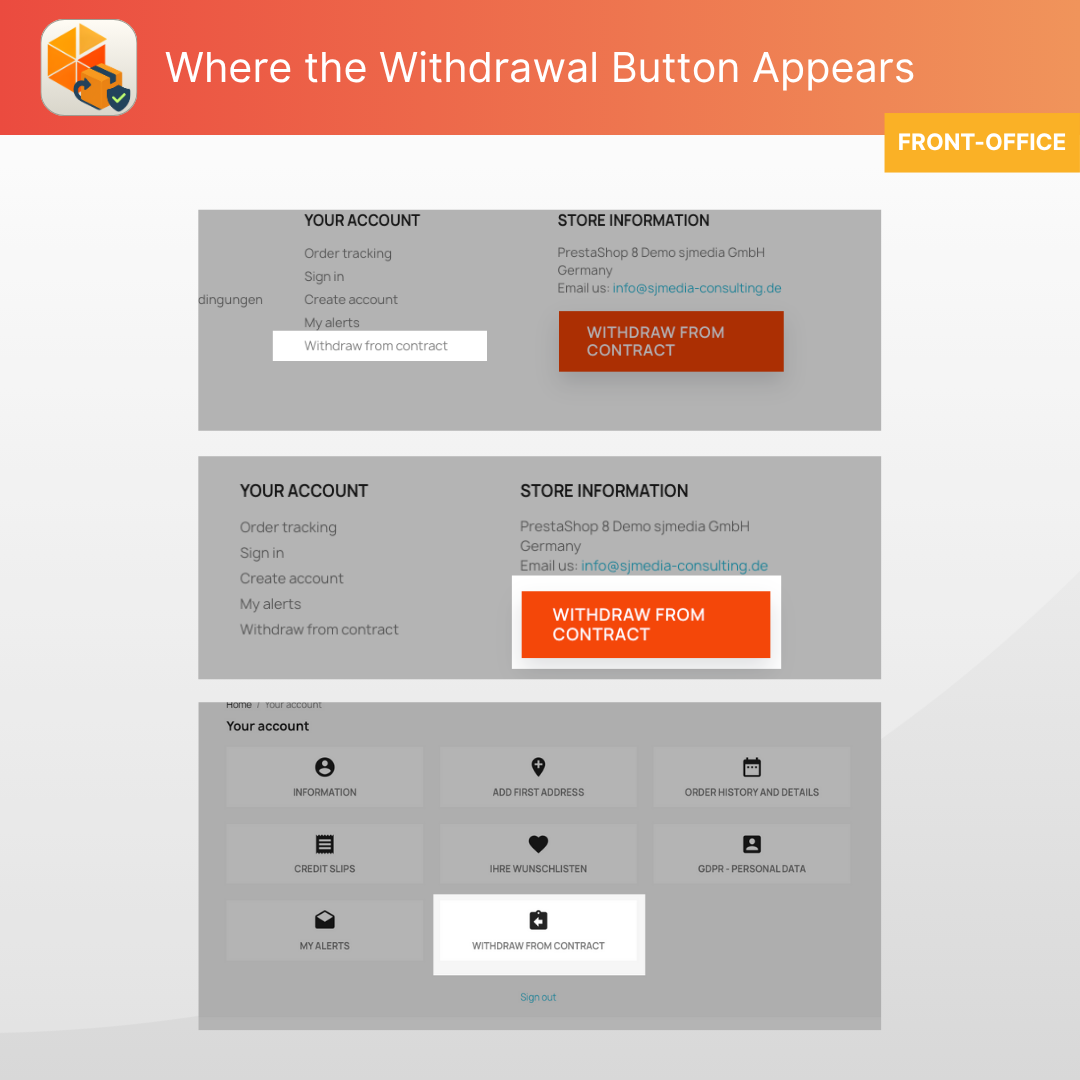 Where the Withdrawal Button Appears
FRONT-OFFICE
YOUR ACCOUNT
Order tracking
Sign in
dingungen
Create account
My alerts
Withdraw from contract
STORE INFORMATION
PrestaShop 8 Demo sjmedia GmbH
Germany
Email us: info@sjmedia-consulting.de
WITHDRAW FROM
CONTRACT
YOUR ACCOUNT
Order tracking
Sign in
Create account
My alerts
Withdraw from contract
STORE INFORMATION
PrestaShop 8 Demo sjmedia GmbH
Germany
Email us: info@sjmedia-consulting.de
WITHDRAW FROM
CONTRACT
Home / Your account
Your account
INFORMATION
ADD FIRST ADDRESS
ORDER HISTORY AND DETAILS
CREDIT SLIPS
IHRE WUNSCHLISTEN
GDPR - PERSONAL DATA
MY ALERTS
WITHDRAW FROM CONTRACT
Sign out